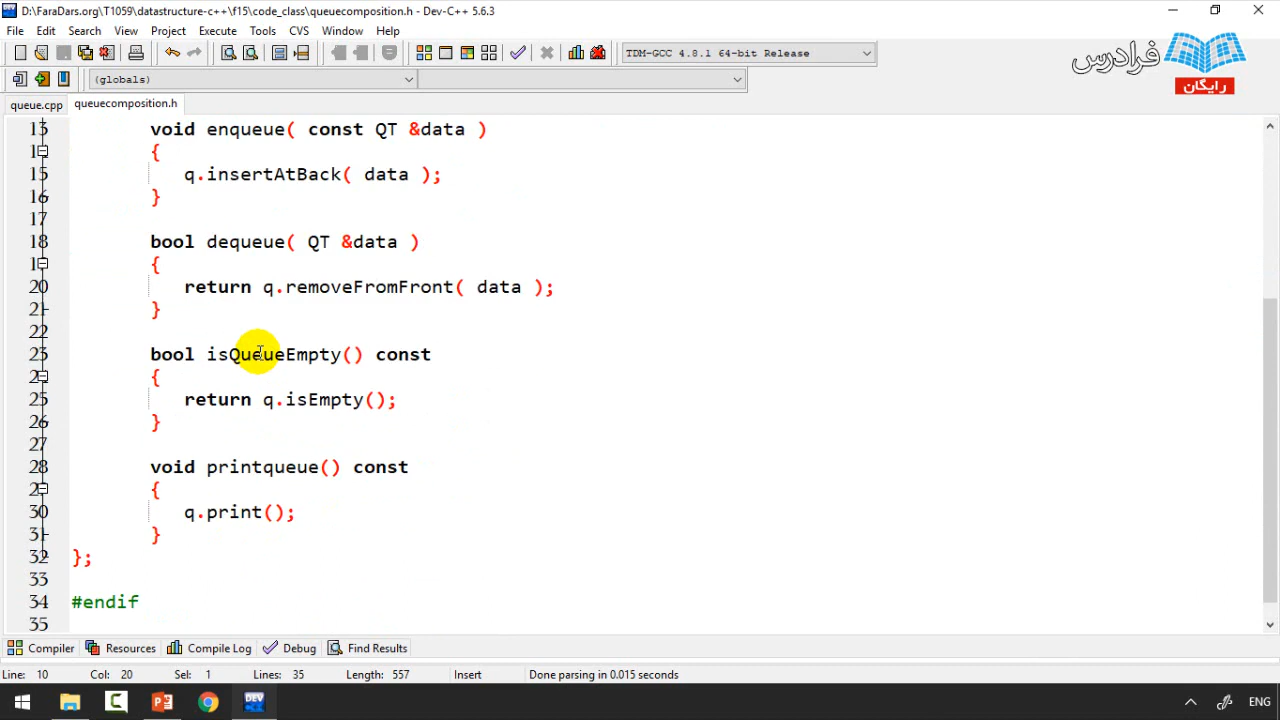 D:\FaraDars.org\T1059\datastructure-c++\f15\code_class\queuecomposition.h - Dev-C++ 5.6.3
File Edit Search View Project Execute Tools CVS Window Help
TDM-GCC 4.8.1 64-bit Release
فرادرس
رایگان
(globals)
queue.cpp queuecomposition.h
13 void enqueue( const QT &data )
14 {
15 q.insertAtBack( data );
16 }
17
18 bool dequeue( QT &data )
19 {
20 return q.removeFromFront( data );
21 }
22
23 bool isQueueEmpty() const
24 {
25 return q.isEmpty();
26 }
27
28 void printqueue() const
29 {
30 q.print();
31 }
32 };
33
34 #endif
35
Compiler Resources Compile Log Debug Find Results
Line: 10 Col: 20 Sel: 1 Lines: 35 Length: 557 Insert Done parsing in 0.015 seconds
DEV ENG